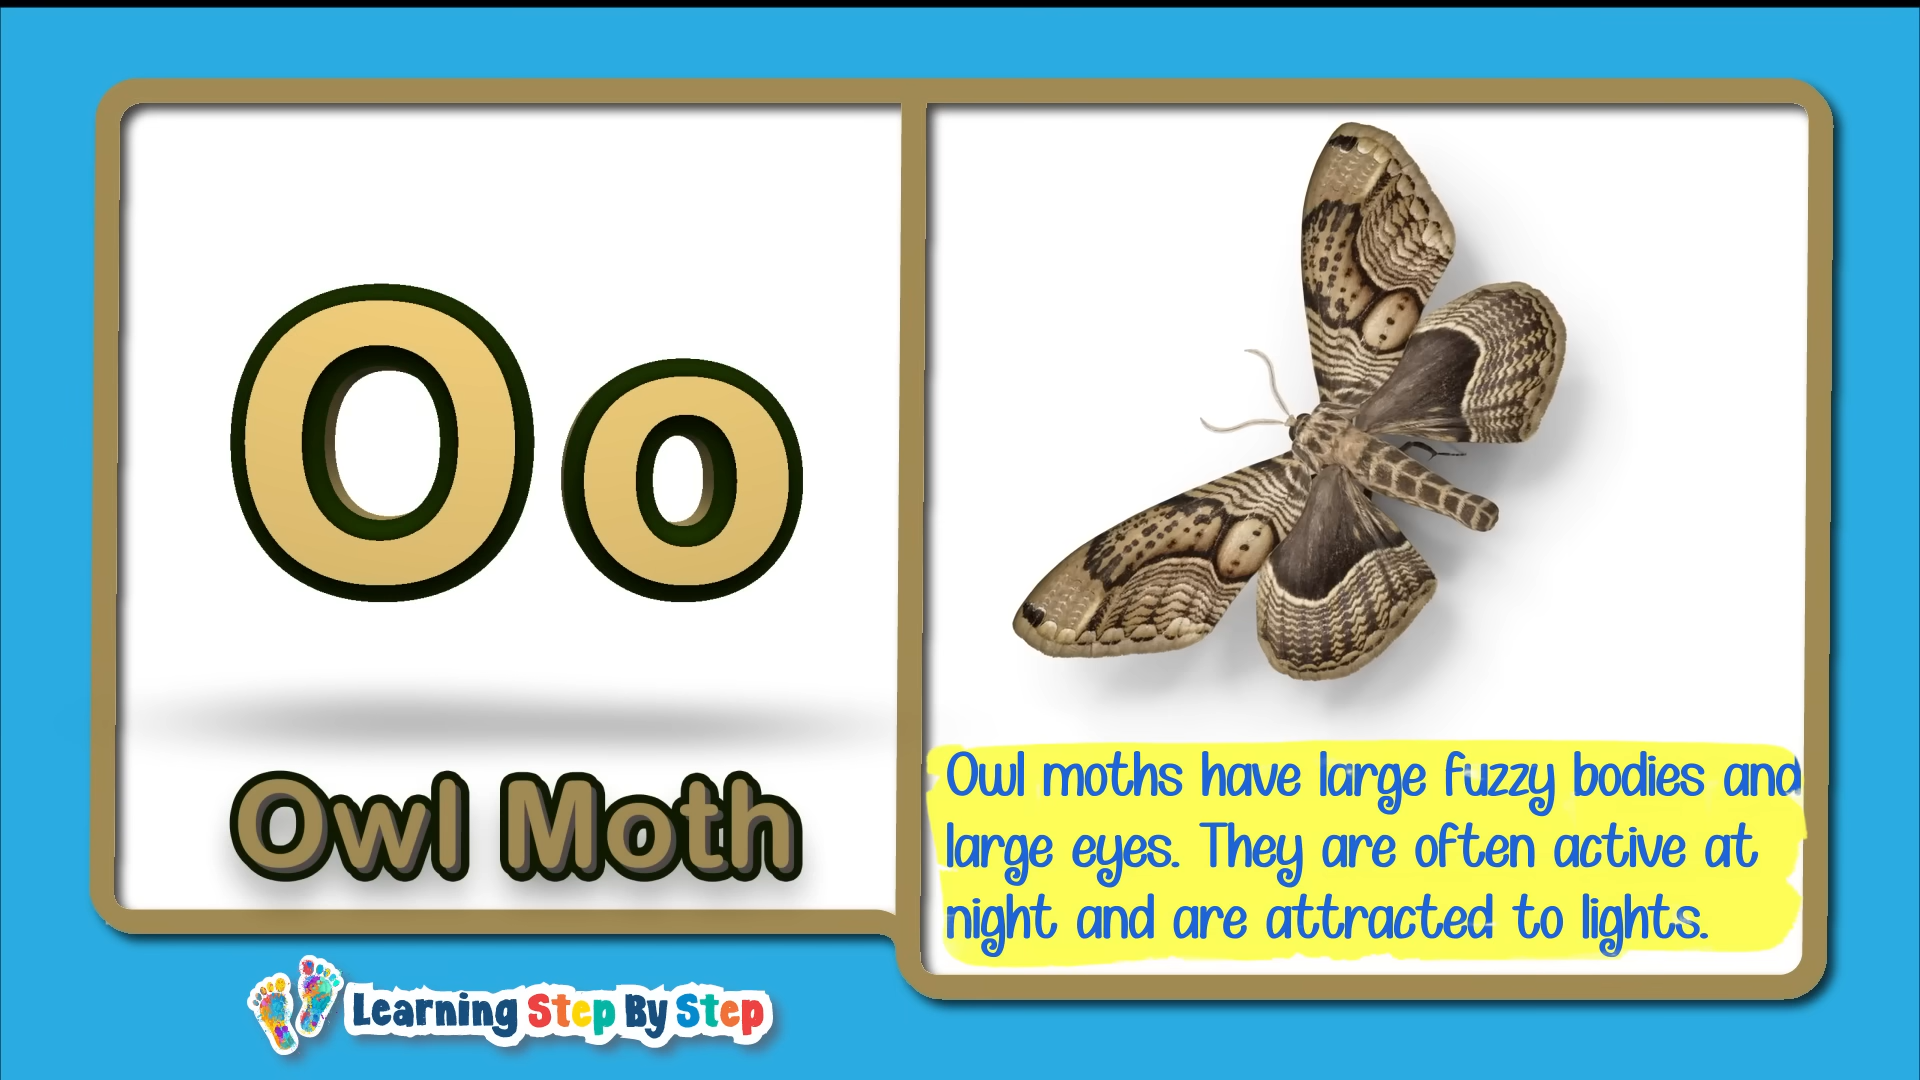 Oo
Owl Moth
Owl moths have large fuzzy bodies and
large eyes. They are often active at
night and are attracted to lights.
Learning Step By Step